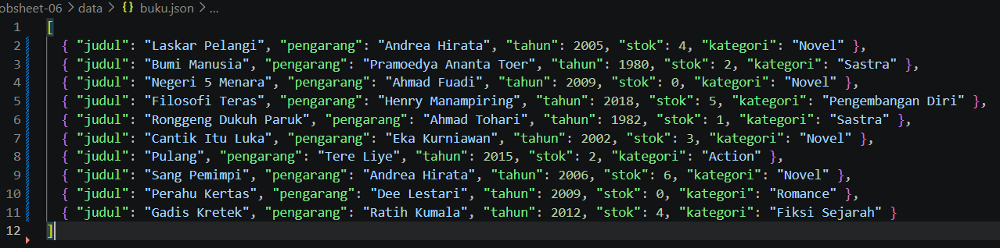 obsheet-06 > data > {} buku.json > ...
1 [
2 { "judul": "Laskar Pelangi", "pengarang": "Andrea Hirata", "tahun": 2005, "stok": 4, "kategori": "Novel" },
3 { "judul": "Bumi Manusia", "pengarang": "Pramoedya Ananta Toer", "tahun": 1980, "stok": 2, "kategori": "Sastra" },
4 { "judul": "Negeri 5 Menara", "pengarang": "Ahmad Fuadi", "tahun": 2009, "stok": 0, "kategori": "Novel" },
5 { "judul": "Filosofi Teras", "pengarang": "Henry Manampiring", "tahun": 2018, "stok": 5, "kategori": "Pengembangan Diri" },
6 { "judul": "Ronggeng Dukuh Paruk", "pengarang": "Ahmad Tohari", "tahun": 1982, "stok": 1, "kategori": "Sastra" },
7 { "judul": "Cantik Itu Luka", "pengarang": "Eka Kurniawan", "tahun": 2002, "stok": 3, "kategori": "Novel" },
8 { "judul": "Pulang", "pengarang": "Tere Liye", "tahun": 2015, "stok": 2, "kategori": "Action" },
9 { "judul": "Sang Pemimpi", "pengarang": "Andrea Hirata", "tahun": 2006, "stok": 6, "kategori": "Novel" },
10 { "judul": "Perahu Kertas", "pengarang": "Dee Lestari", "tahun": 2009, "stok": 0, "kategori": "Romance" },
11 { "judul": "Gadis Kretek", "pengarang": "Ratih Kumala", "tahun": 2012, "stok": 4, "kategori": "Fiksi Sejarah" }
12 ]